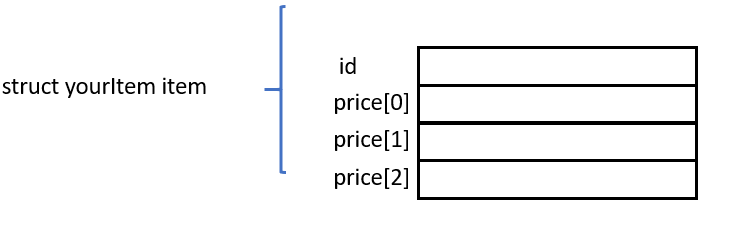 id
struct yourItem item
price[0]
price[1]
price[2]